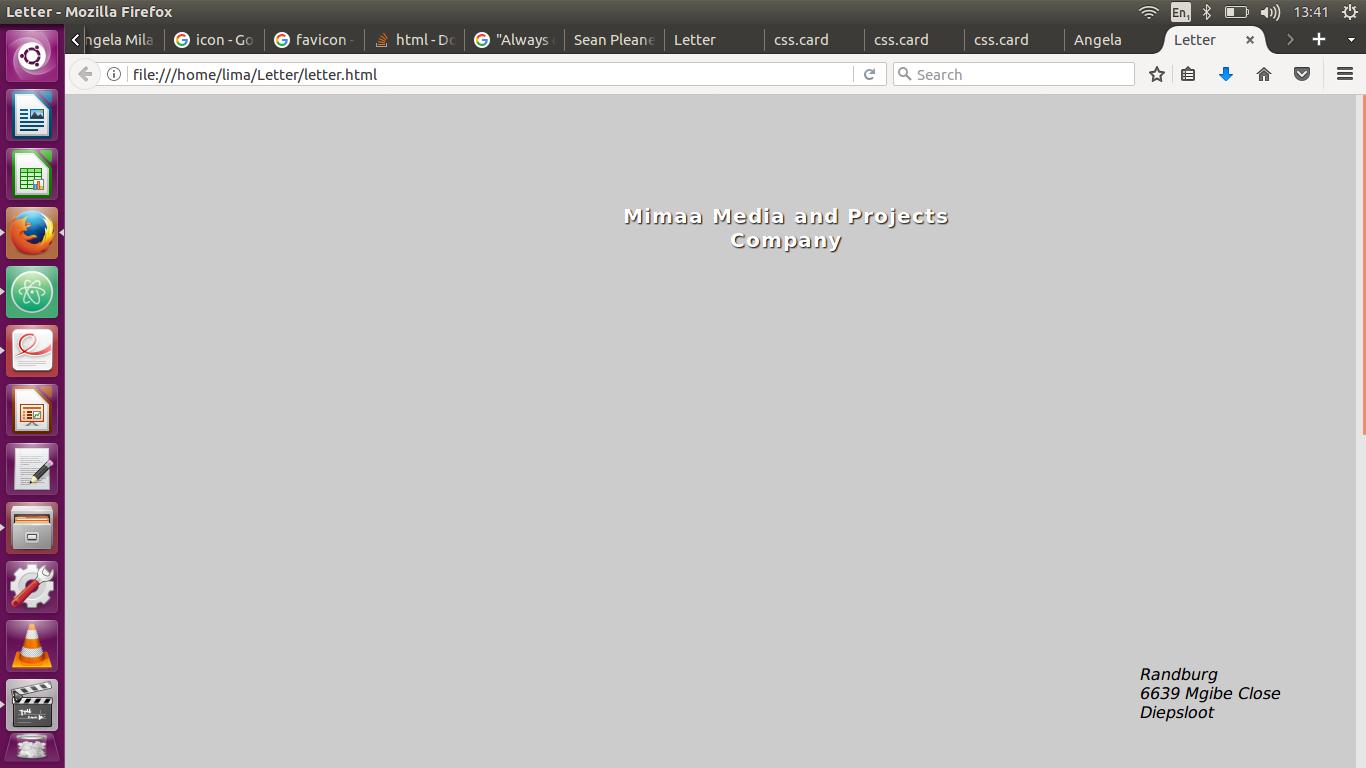 Letter - Mozilla Firefox
En1 13:41
ngela Mila icon - Go favicon - html - Do "Always Sean Pleane Letter css.card css.card css.card Angela Letter
file:///home/lima/Letter/letter.html Search
Mimaa Media and Projects
Company
Randburg
6639 Mgibe Close
Diepsloot